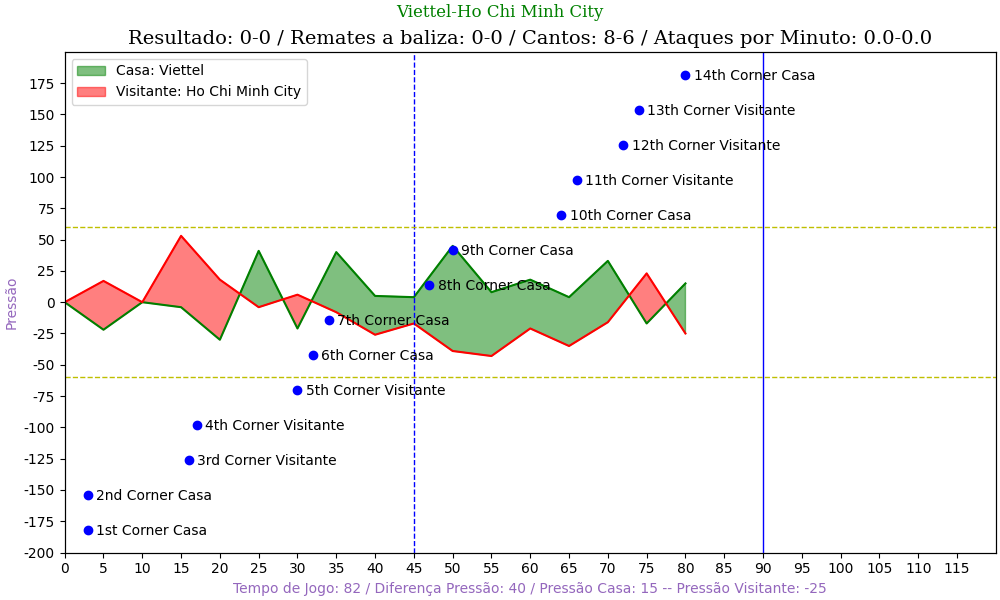 Viettel-Ho Chi Minh City
Resultado: 0-0 / Remates a baliza: 0-0 / Cantos: 8-6 / Ataques por Minuto: 0.0-0.0
Casa: Viettel
Visitante: Ho Chi Minh City
14th Corner Casa
13th Corner Visitante
12th Corner Visitante
11th Corner Visitante
10th Corner Casa
9th Corner Casa
8th Corner Casa
7th Corner Casa
6th Corner Casa
5th Corner Visitante
4th Corner Visitante
3rd Corner Visitante
2nd Corner Casa
1st Corner Casa
Pressão
175
150
125
100
75
50
25
0
-25
-50
-75
-100
-125
-150
-175
-200
0 5 10 15 20 25 30 35 40 45 50 55 60 65 70 75 80 85 90 95 100 105 110 115
Tempo de Jogo: 82 / Diferença Pressão: 40 / Pressão Casa: 15 -- Pressão Visitante: -25